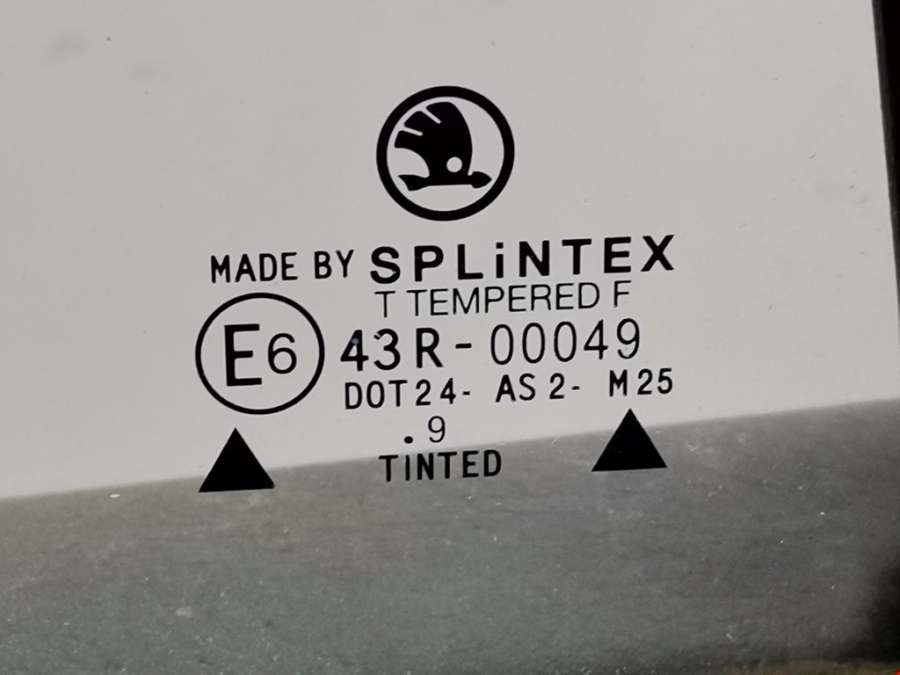 MADE BY SPLiNTEX
T TEMPERED F
E6 43R-00049
DOT24- AS2- M25
.9
TiNTED